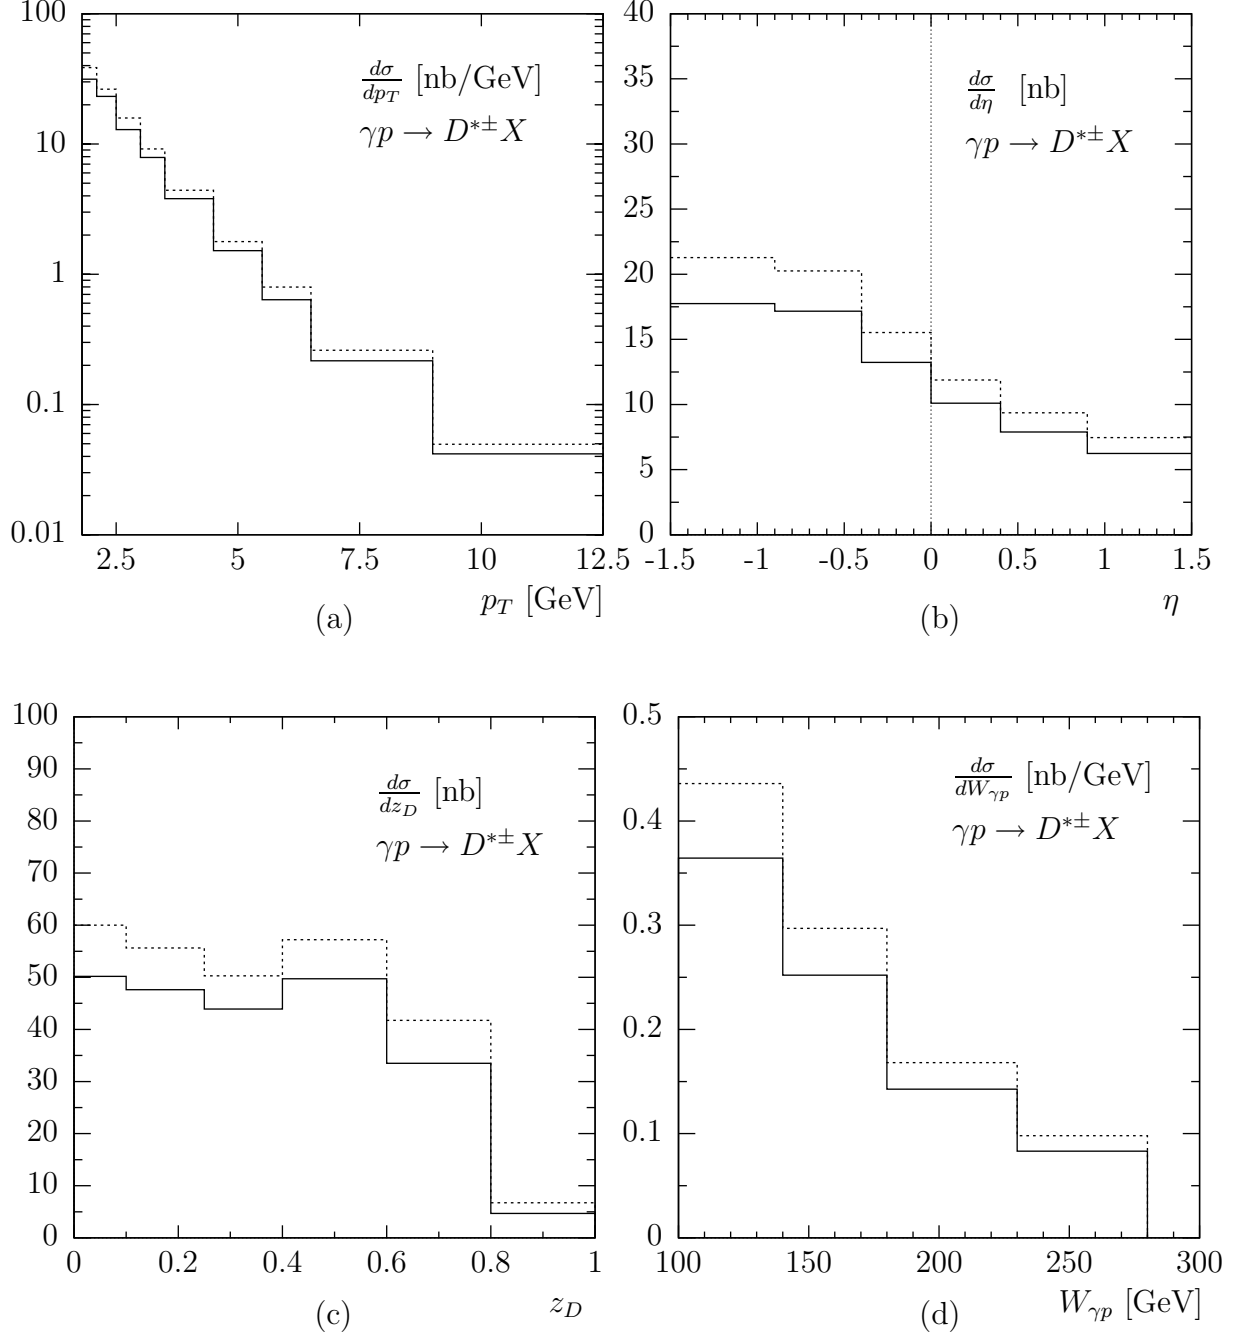 100
10
1
0.1
0.01
2.5 5 7.5 10 12.5
dσ/dp_T [nb/GeV]
γp → D*± X
p_T [GeV]
(a)
40
35
30
25
20
15
10
5
0
-1.5 -1 -0.5 0 0.5 1 1.5
dσ/dη [nb]
γp → D*± X
η
(b)
100
90
80
70
60
50
40
30
20
10
0
0 0.2 0.4 0.6 0.8 1
dσ/dz_D [nb]
γp → D*± X
z_D
(c)
0.5
0.4
0.3
0.2
0.1
0
100 150 200 250 300
dσ/dW_γp [nb/GeV]
γp → D*± X
W_γp [GeV]
(d)